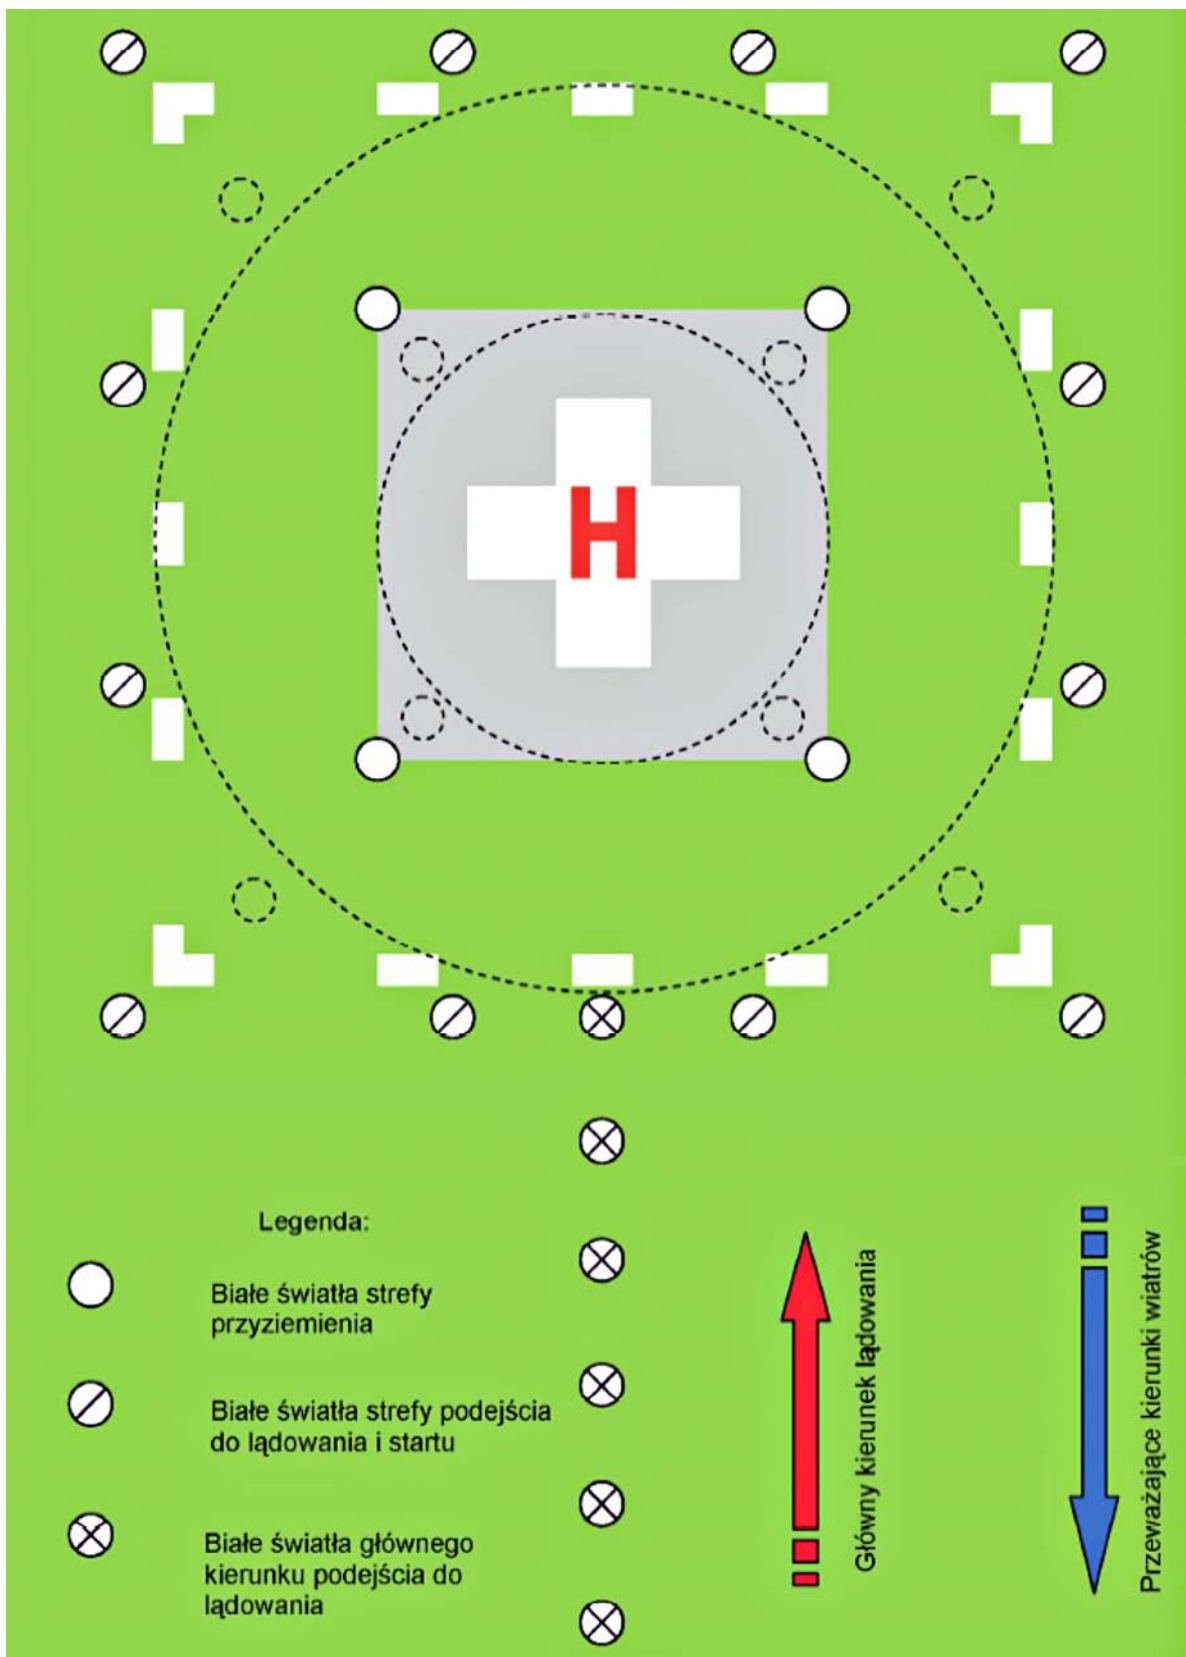 H
Legenda:
Białe światła strefy
przyziemienia
Białe światła strefy podejścia
do lądowania i startu
Białe światła głównego
kierunku podejścia do
lądowania
Główny kierunek lądowania
Przeważające kierunki wiatrów